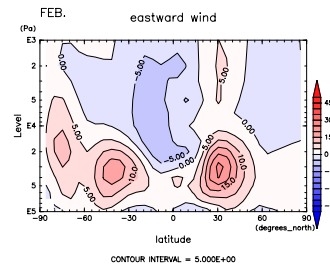 FEB.
eastward wind
(Pa)
E3
2
5
E4
2
5
E5
Level
0.00
-5.00
5.00
5.00
0.00
-5.00
0.00
5.00
-10.0
-15.0
-10.0
-90 -60 -30 0 30 60 90
(degrees_north)
latitude
45
30
15
0
CONTOUR INTERVAL = 5.000E+00